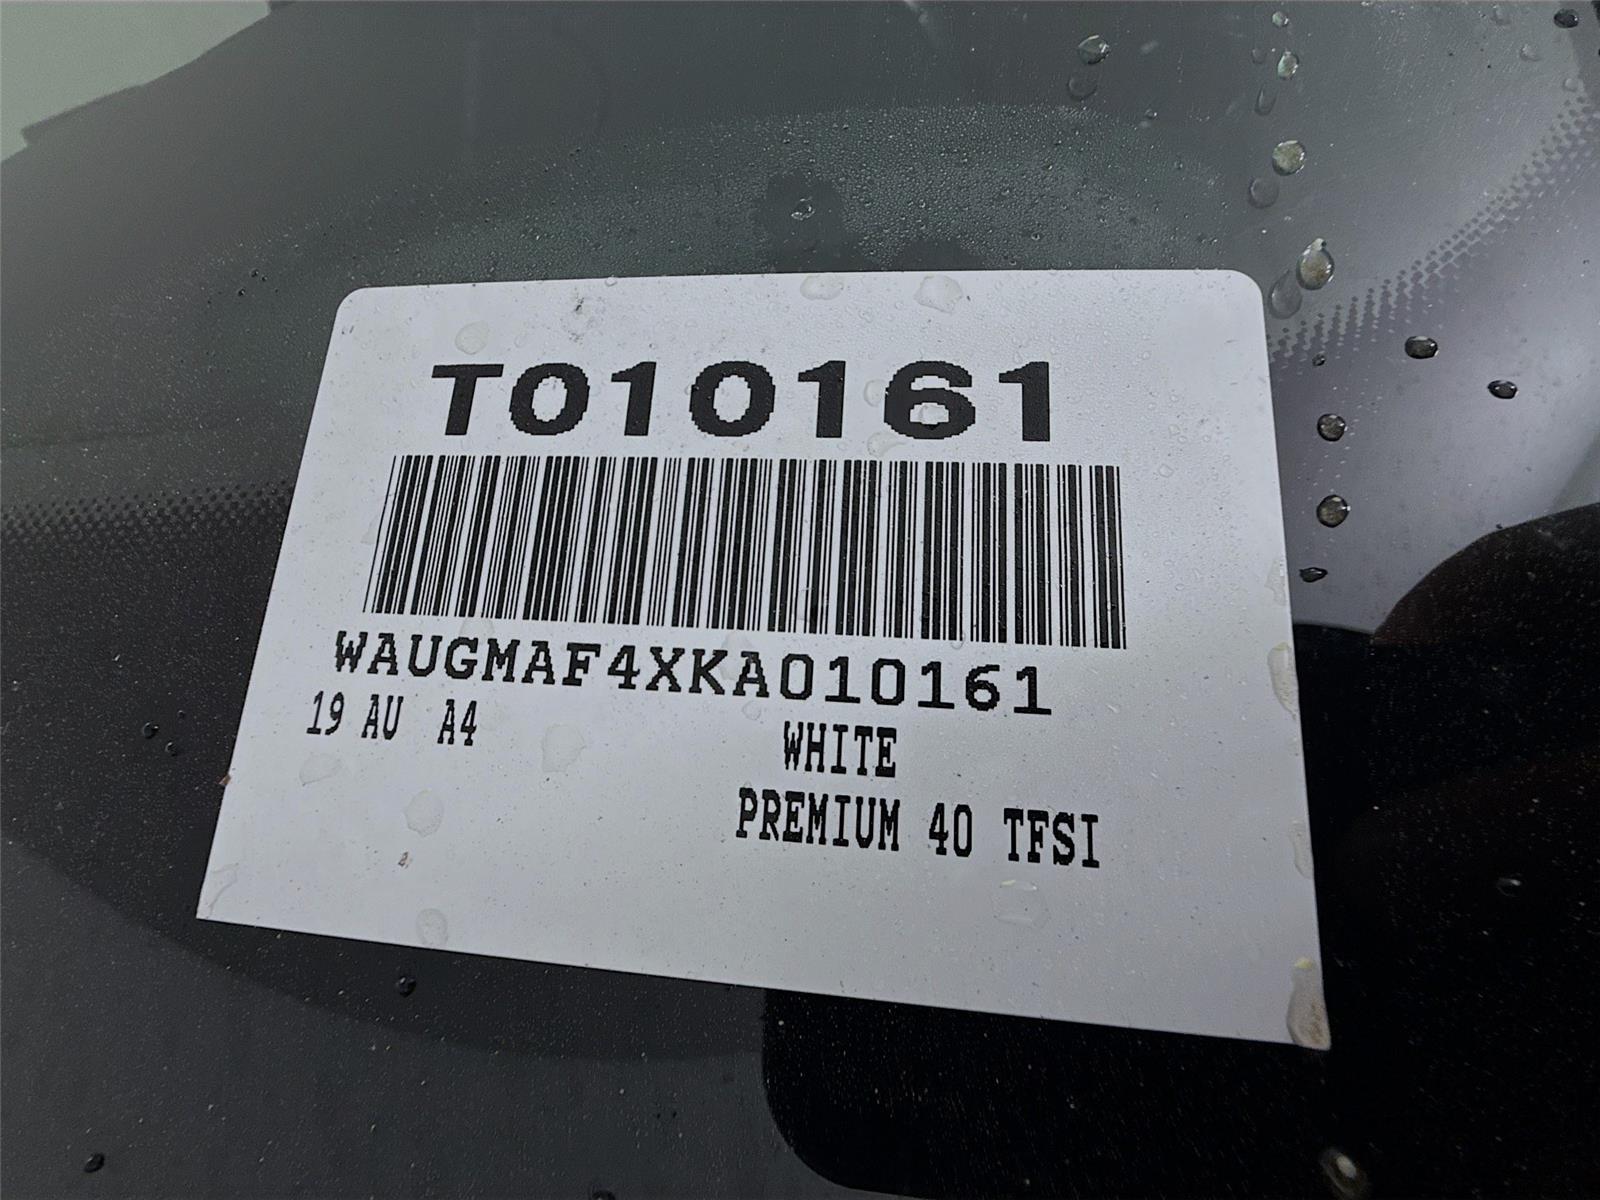 T010161
WAUGMAF4XKA010161
19 AU A4
WHITE
PREMIUM 40 TFSI